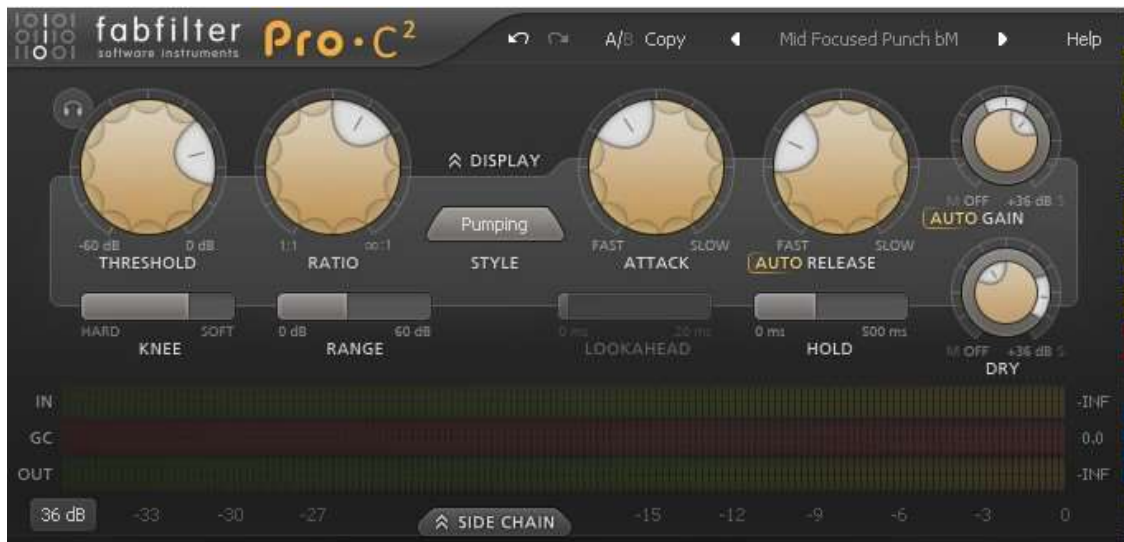 fabfilter
software instruments
Pro·C²
A/B Copy
Mid Focused Punch bM
Help
DISPLAY
Pumping
STYLE
-60 dB 0 dB
THRESHOLD
1:1 ∞:1
RATIO
FAST SLOW
ATTACK
FAST SLOW
AUTO RELEASE
M OFF +36 dB S
AUTO GAIN
HARD SOFT
KNEE
0 dB 60 dB
RANGE
0 ms 20 ms
LOOKAHEAD
0 ms 500 ms
HOLD
M OFF +36 dB S
DRY
IN -INF
GC 0.0
OUT -INF
36 dB -33 -30 -27 SIDE CHAIN -15 -12 -9 -6 -3 0